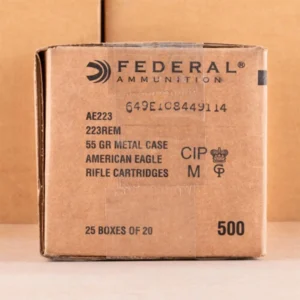 FEDERAL®
AMMUNITION
649E108449114
AE223
223REM
55 GR METAL CASE
AMERICAN EAGLE
RIFLE CARTRIDGES
CIP
M
25 BOXES OF 20
500